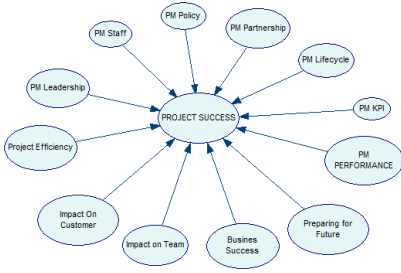 PM Policy
PM Staff
PM Partnership
PM Lifecycle
PM Leadership
PM KPI
PROJECT SUCCESS
Project Efficiency
PM
PERFORMANCE
Impact On
Customer
Impact on Team
Busines
Success
Preparing for
Future